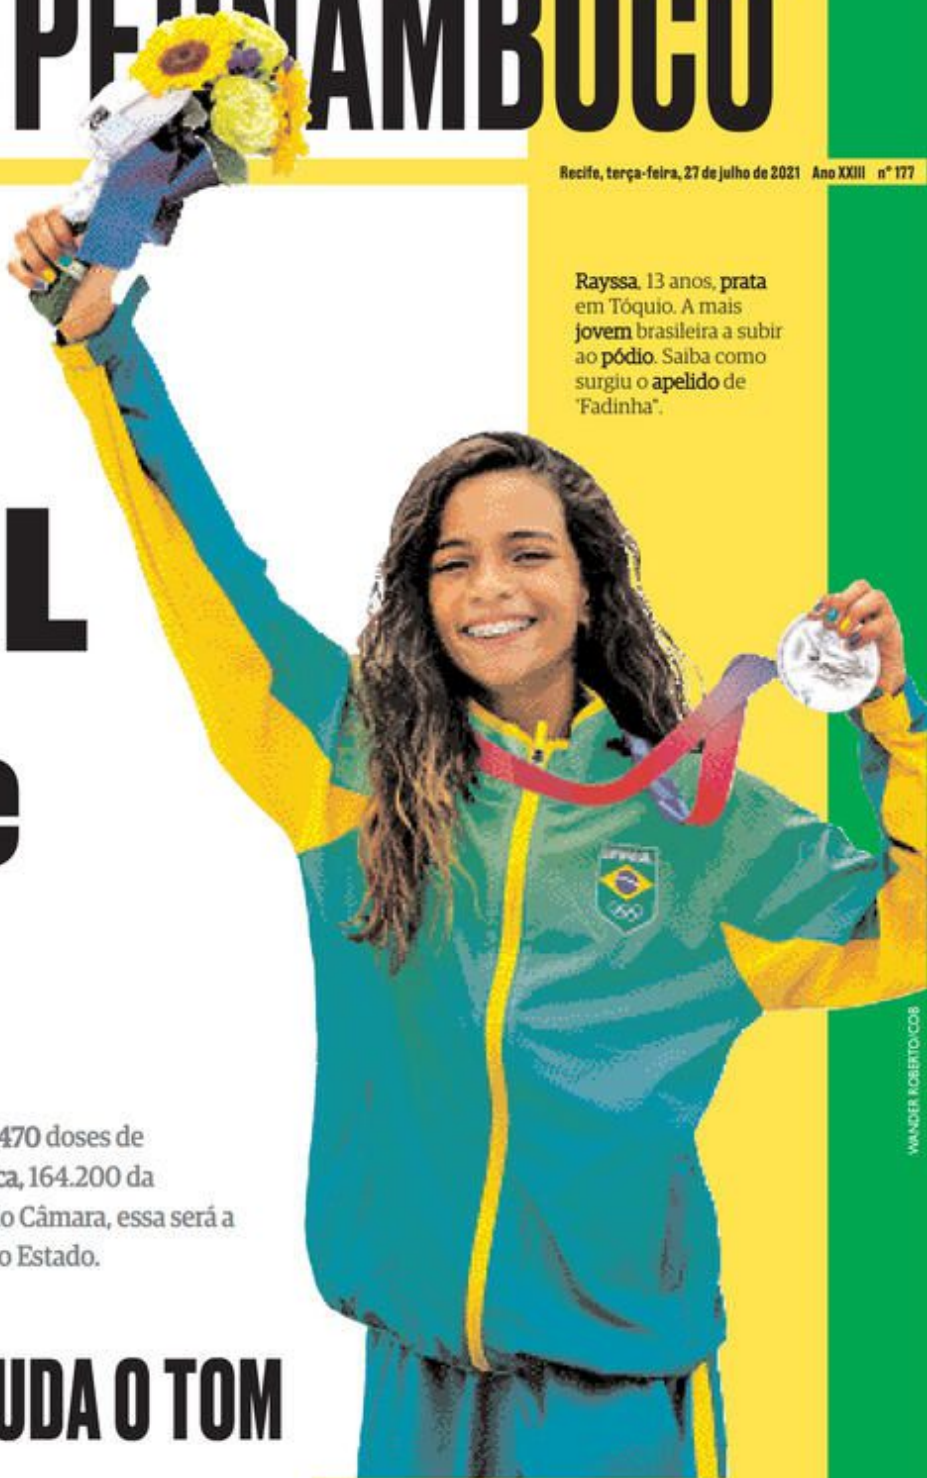 PERNAMBUCO
Recife, terça-feira, 27 de julho de 2021 Ano XXIII nº 177
Rayssa, 13 anos, prata
em Tóquio. A mais
jovem brasileira a subir
ao pódio. Saiba como
surgiu o apelido de
"Fadinha".
L
e
470 doses de
ca, 164.200 da
o Câmara, essa será a
o Estado.
UDA O TOM
WANDER ROBERTO/COB